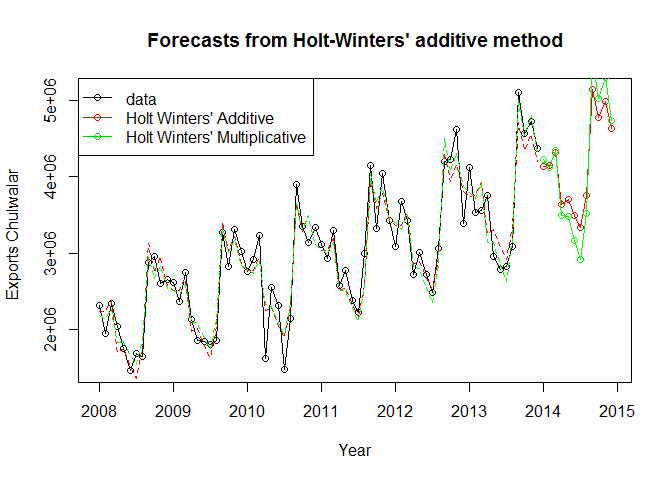 Forecasts from Holt-Winters' additive method
data
Holt Winters' Additive
Holt Winters' Multiplicative
Exports Chulwalar
5e+06
4e+06
3e+06
2e+06
2008 2009 2010 2011 2012 2013 2014 2015
Year